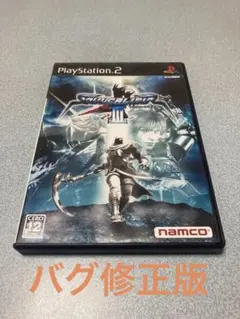 PlayStation 2
SOULCALIBUR
III
CERO
12
namco
バグ修正版